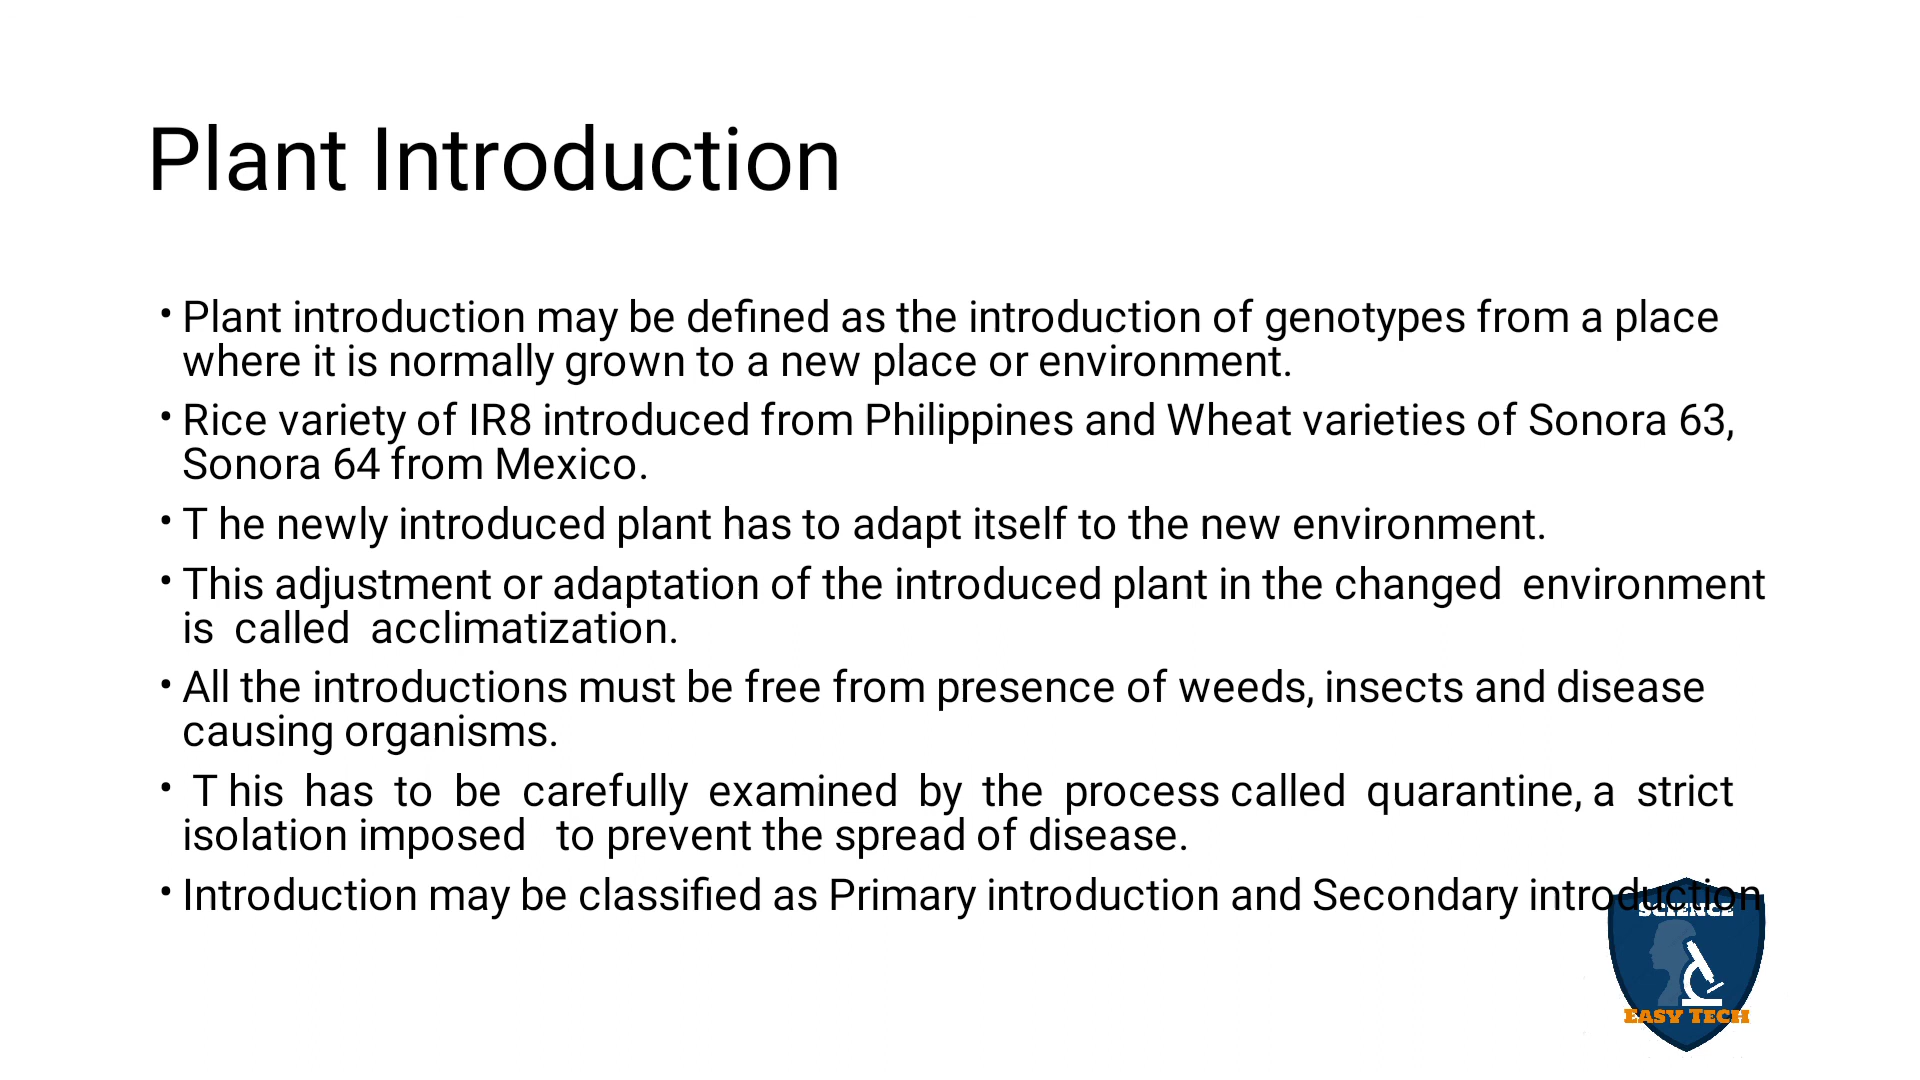 Plant Introduction
• Plant introduction may be defined as the introduction of genotypes from a place
where it is normally grown to a new place or environment.
• Rice variety of IR8 introduced from Philippines and Wheat varieties of Sonora 63,
Sonora 64 from Mexico.
• T he newly introduced plant has to adapt itself to the new environment.
• This adjustment or adaptation of the introduced plant in the changed  environment
is  called  acclimatization.
• All the introductions must be free from presence of weeds, insects and disease
causing organisms.
•  T his  has  to  be  carefully  examined  by  the  process called  quarantine, a  strict
isolation imposed   to prevent the spread of disease.
• Introduction may be classified as Primary introduction and Secondary introduction
SCIENCE
EASY TECH